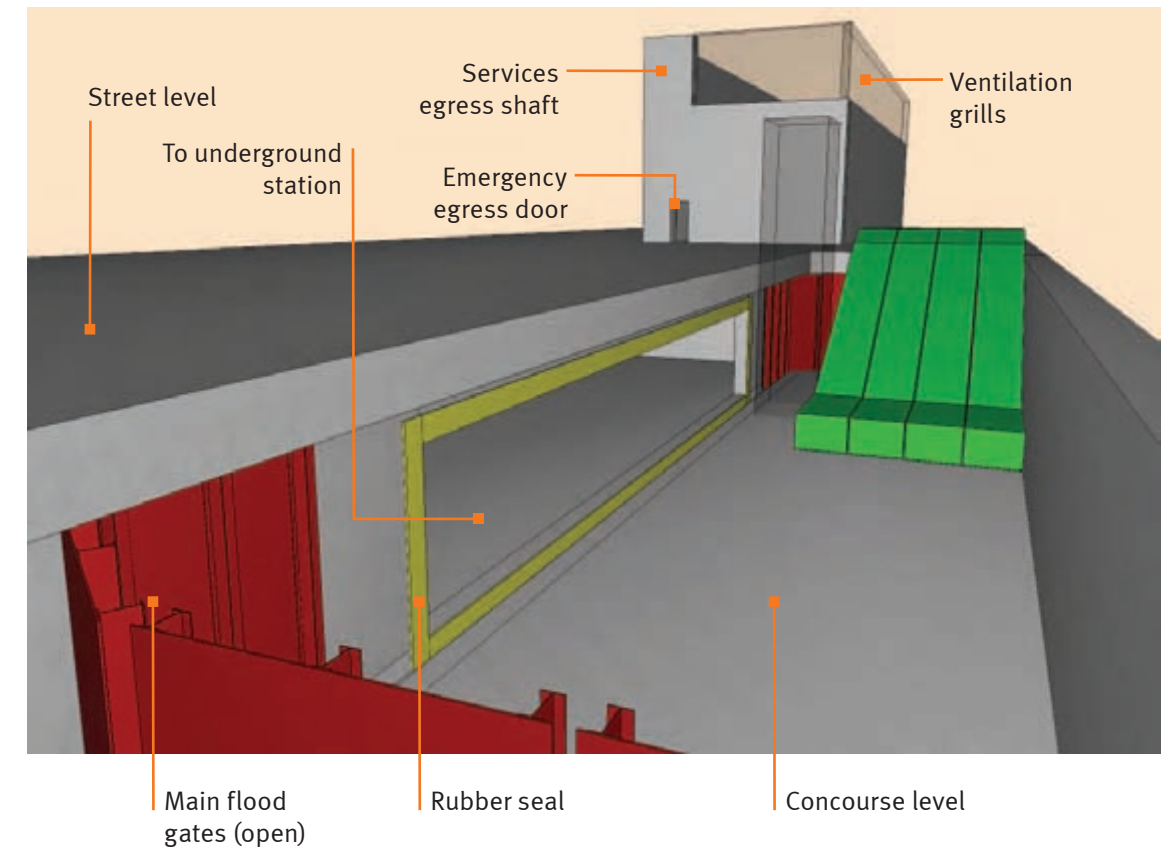 Services
egress shaft
Ventilation
grills
Street level
To underground
station
Emergency
egress door
Main flood
gates (open)
Rubber seal
Concourse level